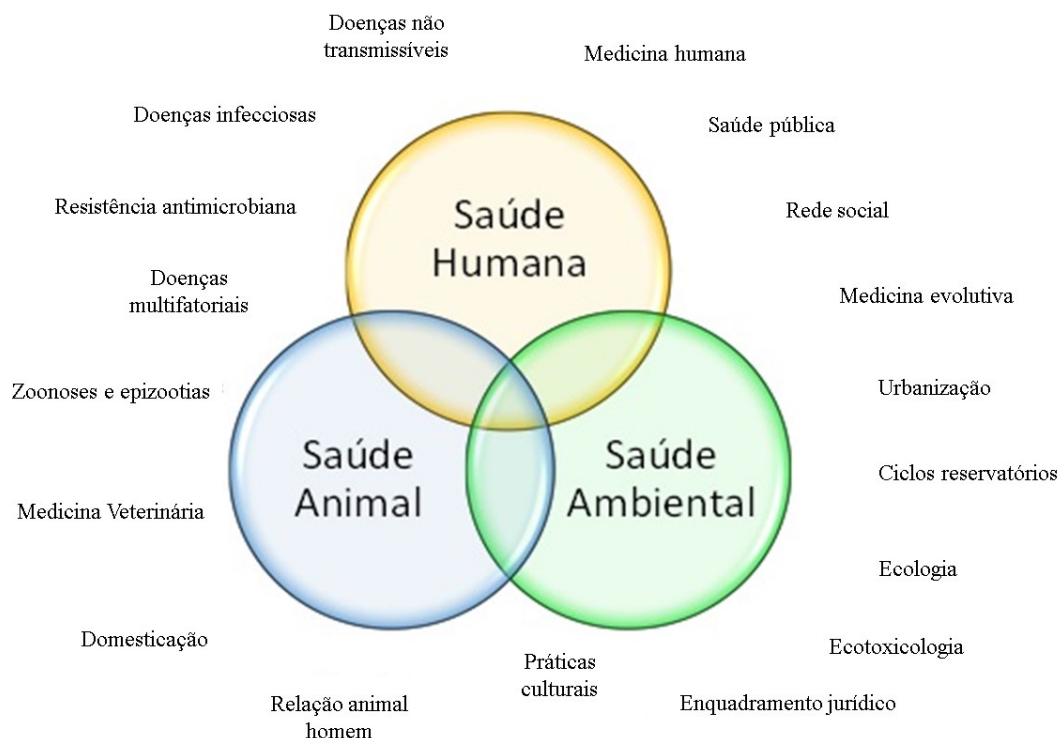 Doenças não
transmissíveis
Medicina humana
Doenças infecciosas
Saúde pública
Resistência antimicrobiana
Rede social
Saúde
Humana
Doenças
multifatoriais
Medicina evolutiva
Zoonoses e epizootias
Urbanização
Saúde
Animal
Saúde
Ambiental
Ciclos reservatórios
Medicina Veterinária
Ecologia
Domesticação
Ecotoxicologia
Práticas
culturais
Relação animal
homem
Enquadramento jurídico